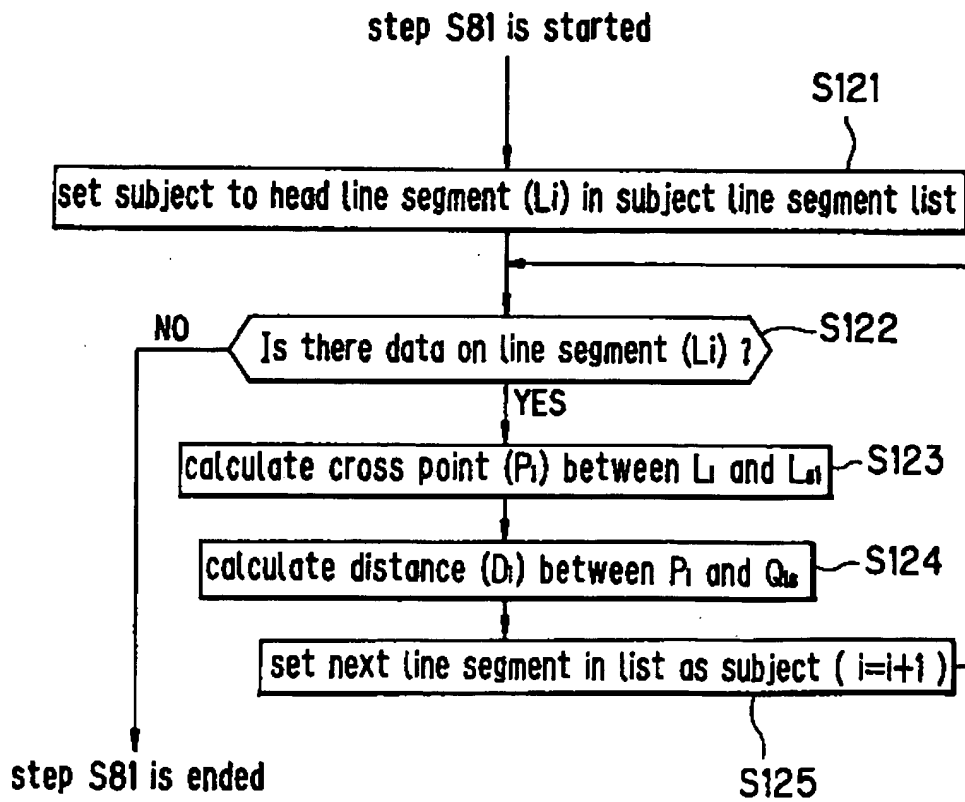 step S81 is started
S121
set subject to head line segment (Li) in subject line segment list
NO
Is there data on line segment (Li) ?
S122
YES
calculate cross point (Pi) between Li and Ls1
S123
calculate distance (Di) between Pi and
S124
set next line segment in list as subject ( i=i+1 )
step S81 is ended
S125